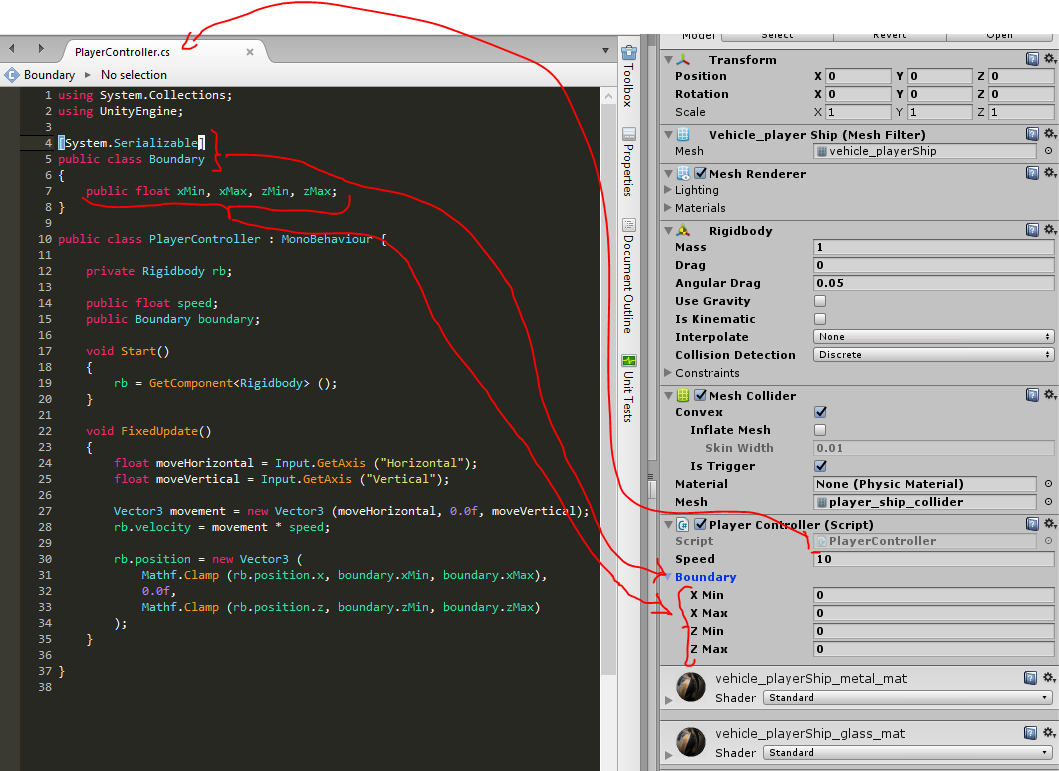 PlayerController.cs
Boundary No selection
1 using System.Collections;
2 using UnityEngine;
3
4 [System.Serializable]
5 public class Boundary
6 {
7 public float xMin, xMax, zMin, zMax;
8 }
9
10 public class PlayerController : MonoBehaviour {
11
12 private Rigidbody rb;
13
14 public float speed;
15 public Boundary boundary;
16
17 void Start()
18 {
19 rb = GetComponent<Rigidbody> ();
20 }
21
22 void FixedUpdate()
23 {
24 float moveHorizontal = Input.GetAxis ("Horizontal");
25 float moveVertical = Input.GetAxis ("Vertical");
26
27 Vector3 movement = new Vector3 (moveHorizontal, 0.0f, moveVertical);
28 rb.velocity = movement * speed;
29
30 rb.position = new Vector3 (
31 Mathf.Clamp (rb.position.x, boundary.xMin, boundary.xMax),
32 0.0f,
33 Mathf.Clamp (rb.position.z, boundary.zMin, boundary.zMax)
34 );
35 }
36
37 }
38
Toolbox
Properties
Document Outline
Unit Tests
Model Select Revert Open
Transform
Position X 0 Y 0 Z 0
Rotation X 0 Y 0 Z 0
Scale X 1 Y 1 Z 1
Vehicle_player Ship (Mesh Filter)
Mesh vehicle_playerShip
Mesh Renderer
Lighting
Materials
Rigidbody
Mass 1
Drag 0
Angular Drag 0.05
Use Gravity
Is Kinematic
Interpolate None
Collision Detection Discrete
Constraints
Mesh Collider
Convex
Inflate Mesh
Skin Width 0.01
Is Trigger
Material None (Physic Material)
Mesh player_ship_collider
Player Controller (Script)
Script PlayerController
Speed 10
Boundary
X Min 0
X Max 0
Z Min 0
Z Max 0
vehicle_playerShip_metal_mat
Shader Standard
vehicle_playerShip_glass_mat
Shader Standard